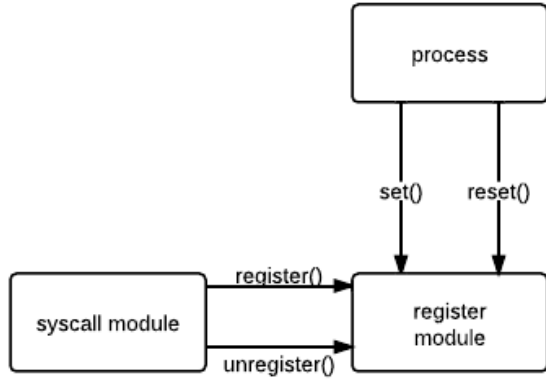 process
set()
reset()
register()
syscall module
register
module
unregister()